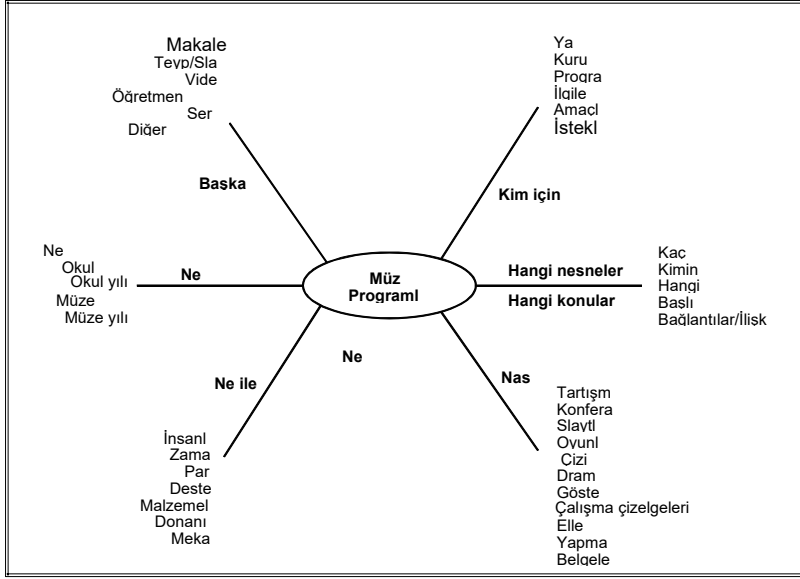 Makale
Teyp/Sla
Vide
Öğretmen
Ser
Diğer
Başka
Ya
Kuru
Progra
İlgile
Amaçl
İstekl
Kim için
Ne
Okul
Okul yılı
Müze
Müze yılı
Ne
Müz
Programl
Hangi nesneler
Hangi konular
Kaç
Kimin
Hangi
Başlı
Bağlantılar/İlişk
Ne ile
Ne
Nas
İnsanl
Zama
Par
Deste
Malzemel
Donanı
Meka
Tartışm
Konfera
Slaytl
Oyunl
Çizi
Dram
Göste
Çalışma çizelgeleri
Elle
Yapma
Belgele